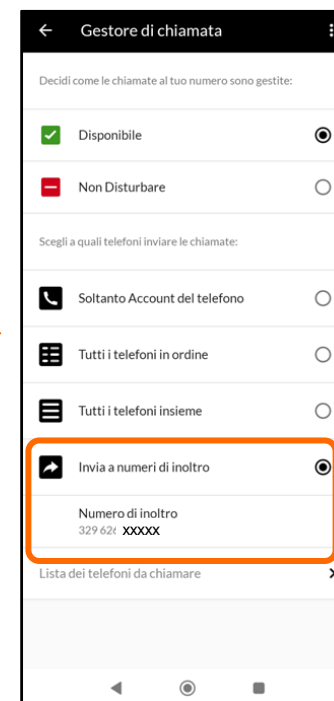 Gestore di chiamata
Decidi come le chiamate al tuo numero sono gestite:
Disponibile
Non Disturbare
Scegli a quali telefoni inviare le chiamate:
Soltanto Account del telefono
Tutti i telefoni in ordine
Tutti i telefoni insieme
Invia a numeri di inoltro
Numero di inoltro
329 626 XXXXX
Lista dei telefoni da chiamare